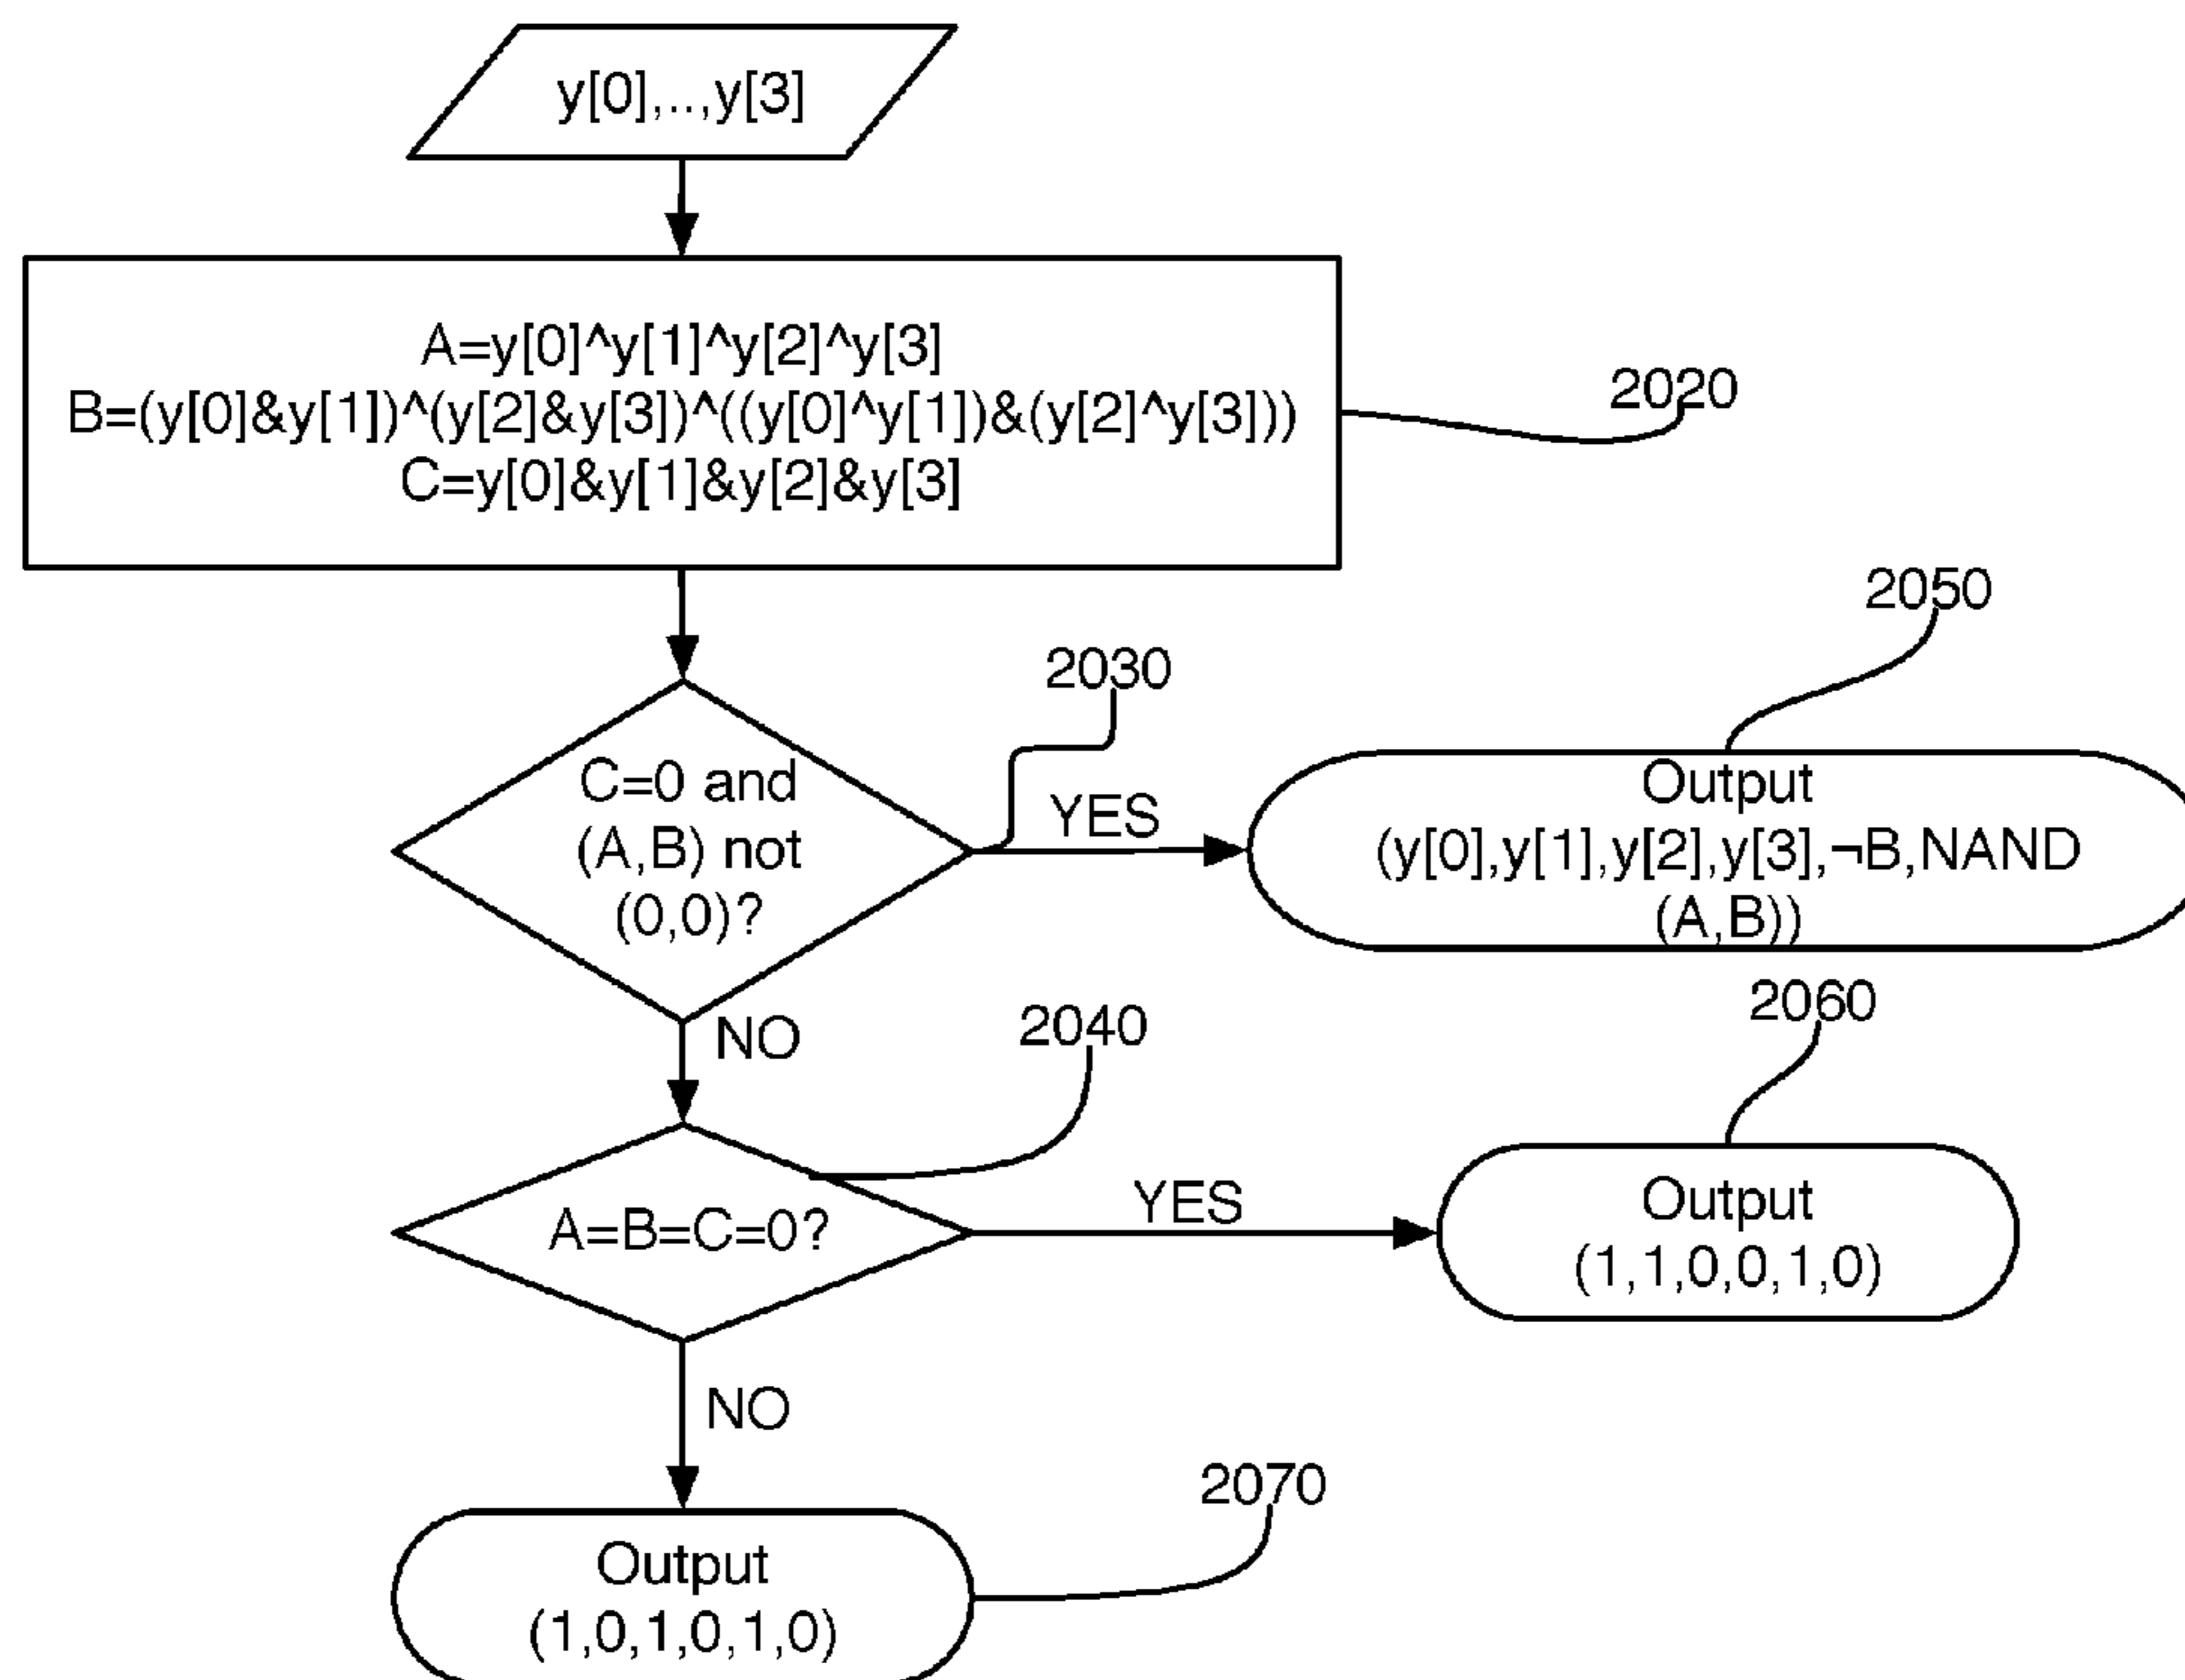 y[0],..,y[3]
A=y[0]^y[1]^y[2]^y[3]
B=(y[0]&y[1])^(y[2]&y[3])^((y[0]^y[1])&(y[2]^y[3]))
C=y[0]&y[1]&y[2]&y[3]
2020
2050
2030
C=0 and
(A,B) not
(0,0)?
YES
Output
(y[0],y[1],y[2],y[3],¬B,NAND
(A,B))
NO
2040
2060
A=B=C=0?
YES
Output
(1,1,0,0,1,0)
NO
2070
Output
(1,0,1,0,1,0)